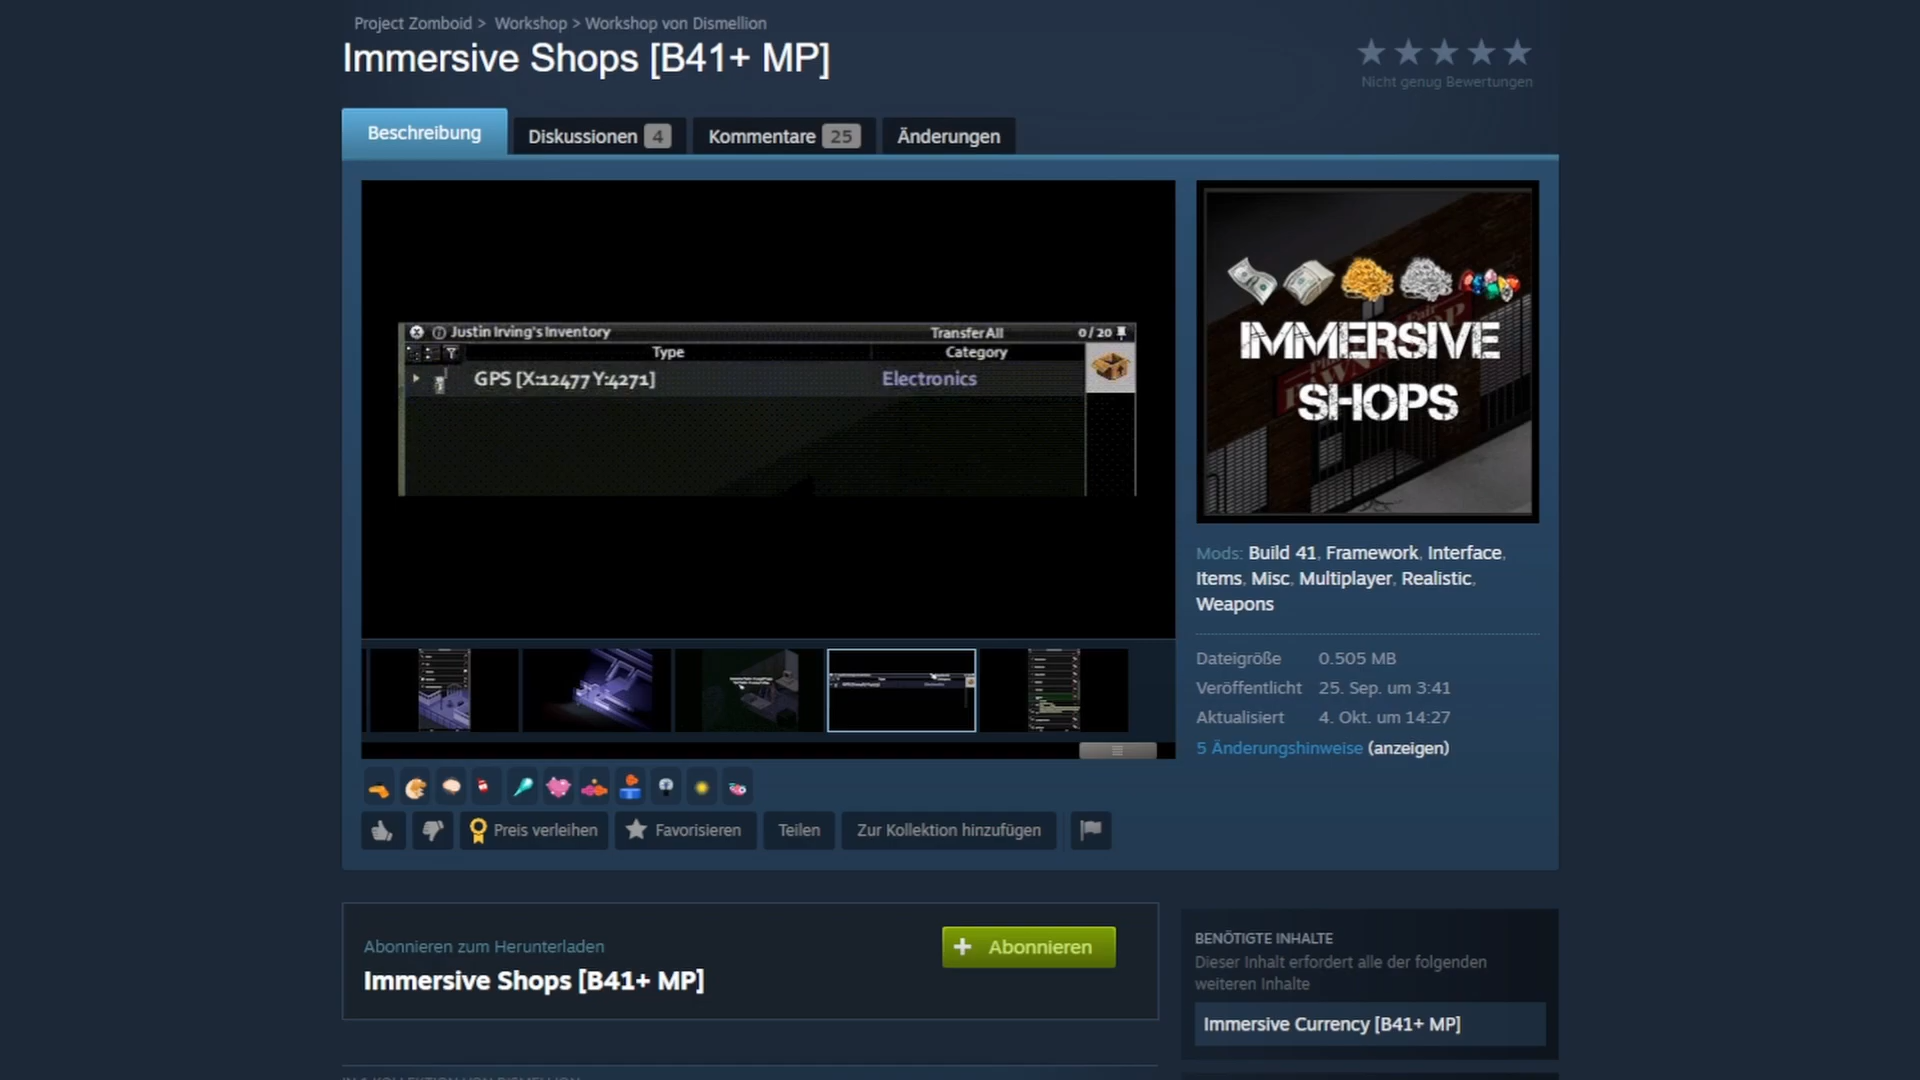 Project Zomboid > Workshop > Workshop von Dismellion
Immersive Shops [B41+ MP]
Nicht genug Bewertungen
Beschreibung
Diskussionen 4
Kommentare 25
Änderungen
Justin Irving's Inventory
Transfer All
0 / 20
Type
Category
GPS [X:12477 Y:4271]
Electronics
IMMERSIVE
SHOPS
Mods: Build 41, Framework, Interface,
Items, Misc, Multiplayer, Realistic,
Weapons
Dateigröße 0.505 MB
Veröffentlicht 25. Sep. um 3:41
Aktualisiert 4. Okt. um 14:27
5 Änderungshinweise (anzeigen)
Preis verleihen
Favorisieren
Teilen
Zur Kollektion hinzufügen
Abonnieren zum Herunterladen
Immersive Shops [B41+ MP]
Abonnieren
BENÖTIGTE INHALTE
Dieser Inhalt erfordert alle der folgenden
weiteren Inhalte
Immersive Currency [B41+ MP]